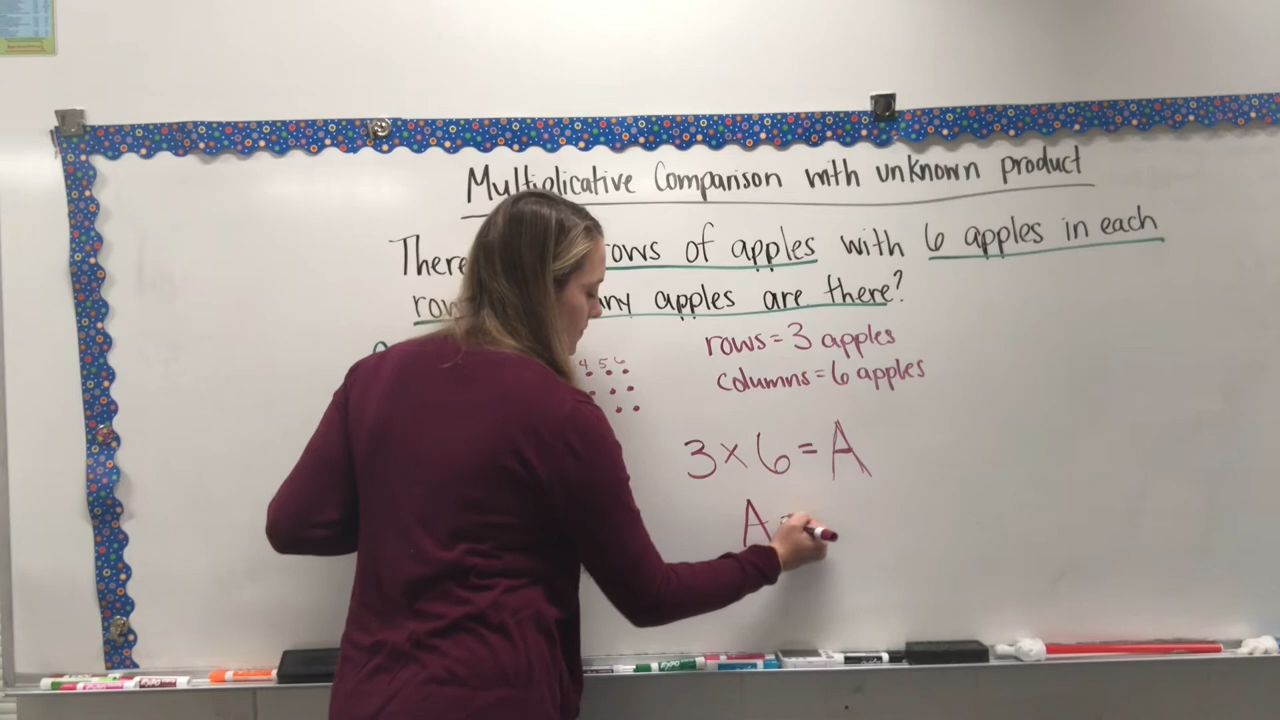 Multiplicative Comparison with unknown product
There rows of apples with 6 apples in each
row any apples are there?
4 5 6
rows = 3 apples
columns = 6 apples
3 × 6 = A
A =